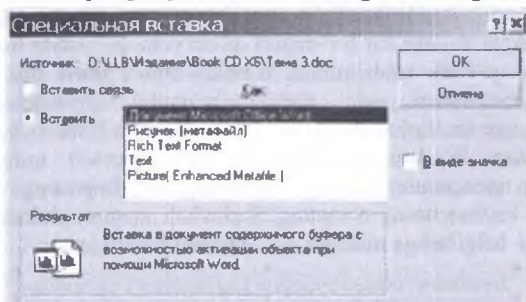 Специальная вставка
Источник: D:\LLB\Издание\Book CD XБ\Тема 3.doc
OK
Вставить связь
Как:
Отмена
Вставить
Документ Microsoft Office Word
Рисунок (метафайл)
Rich Text Format
Text
Picture( Enhanced Metafile )
В виде значка
Результат
Вставка в документ содержимого буфера с
возможностью активации объекта при
помощи Microsoft Word.